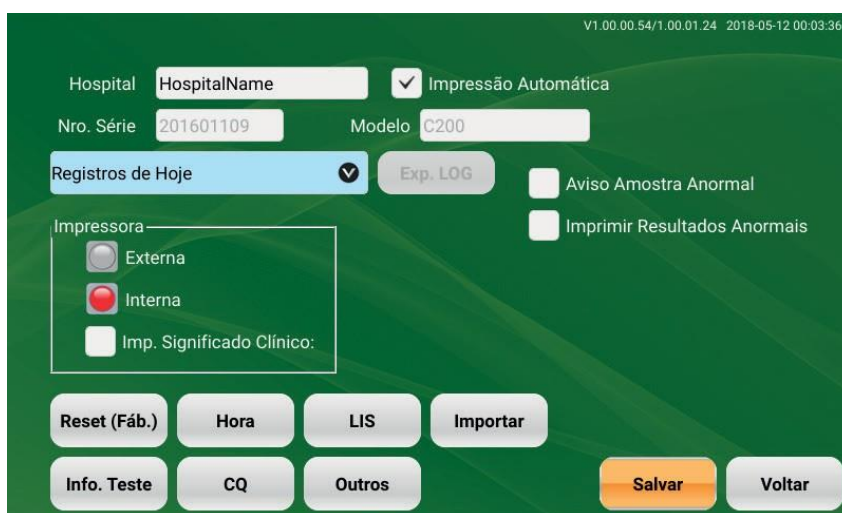 V1.00.00.54/1.00.01.24 2018-05-12 00:03:36
Hospital HospitalName Impressão Automática
Nro. Série 201601109 Modelo C200
Registros de Hoje Exp. LOG Aviso Amostra Anormal
Impressora Imprimir Resultados Anormais
Externa
Interna
Imp. Significado Clínico:
Reset (Fáb.) Hora LIS Importar
Info. Teste CQ Outros Salvar Voltar